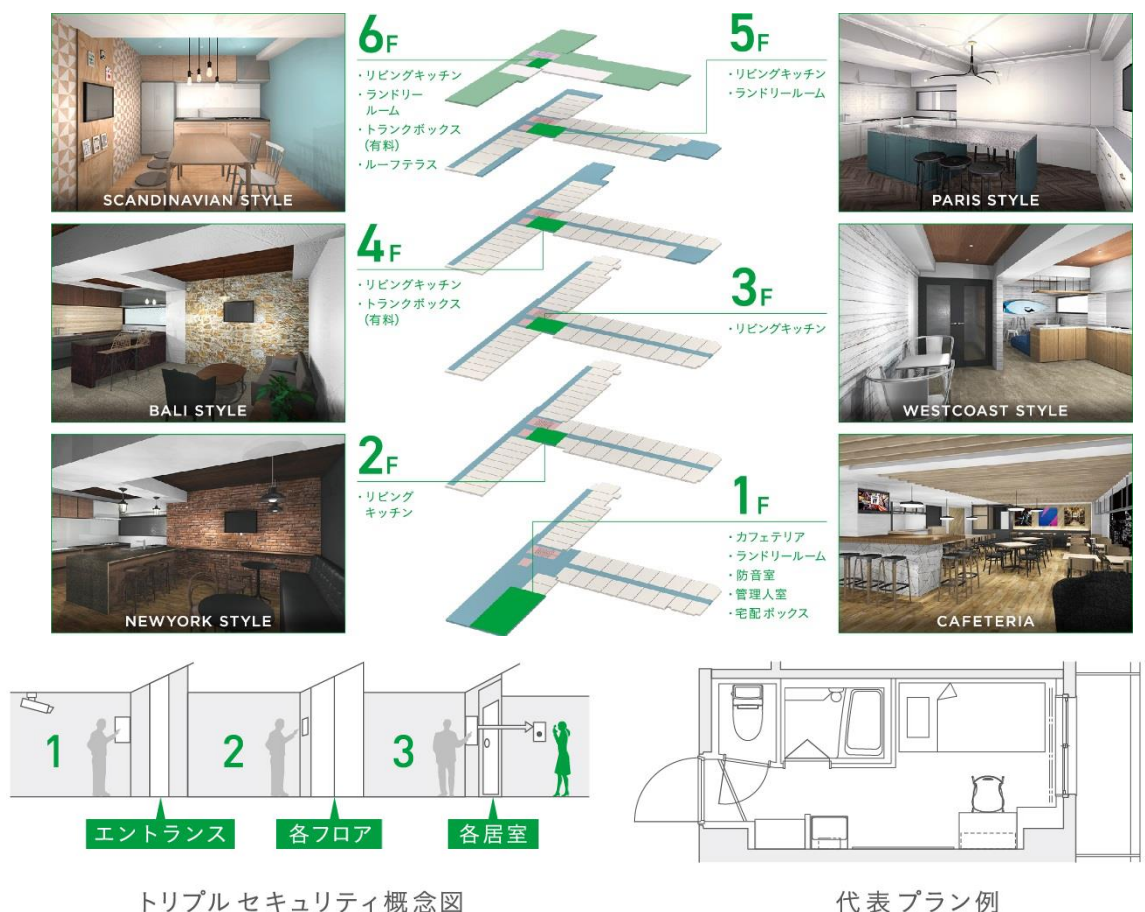 6F
・リビングキッチン
・ランドリー
ルーム
・トランクボックス
(有料)
・ルーフテラス
5F
・リビングキッチン
・ランドリールーム
SCANDINAVIAN STYLE
PARIS STYLE
4F
・リビングキッチン
・トランクボックス
(有料)
3F
・リビングキッチン
BALI STYLE
WESTCOAST STYLE
2F
・リビング
キッチン
1F
・カフェテリア
・ランドリールーム
・防音室
・管理人室
・宅配ボックス
NEWYORK STYLE
CAFETERIA
1
2
3
エントランス
各フロア
各居室
トリプルセキュリティ概念図
代表プラン例